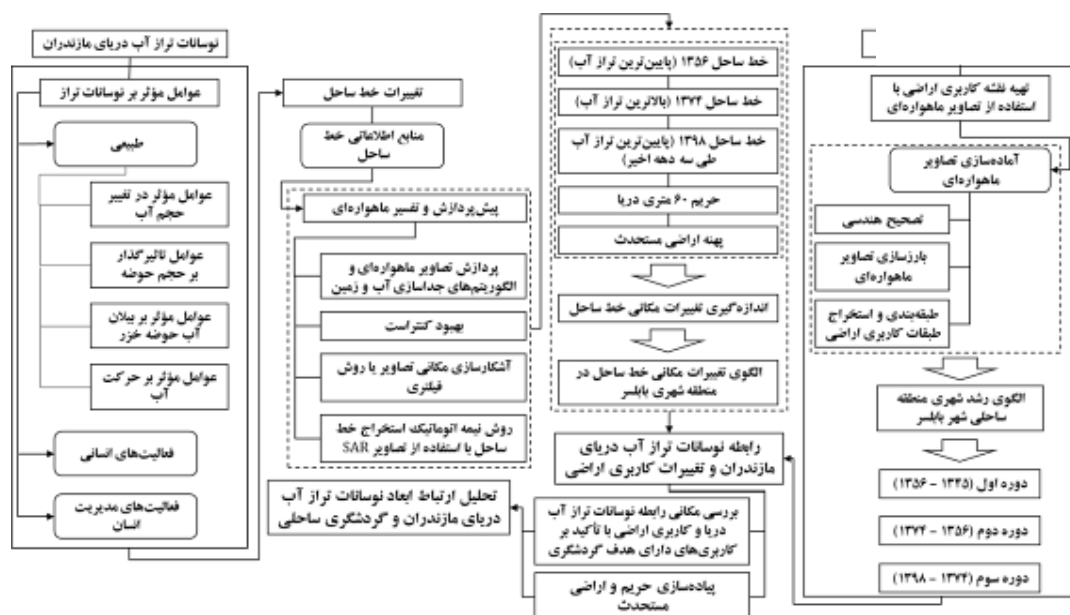 نوسانات تراز آب دریای مازندران
عوامل مؤثر بر نوسانات تراز
طبیعی
عوامل مؤثر در تغییر
حجم آب
عوامل تاثیرگذار
بر حجم حوضه
عوامل مؤثر بر بیلان
آب حوضه خزر
عوامل مؤثر بر حرکت
آب
فعالیت‌های انسانی
فعالیت‌های مدیریت
انسان
تغییرات خط ساحل
منابع اطلاعاتی خط
ساحل
پیش‌پردازش و تفسیر ماهواره‌ای
پردازش تصاویر ماهواره‌ای و
الگوریتم‌های جداسازی آب و زمین
بهبود کنتراست
آشکارسازی مکانی تصاویر با روش
فیلتری
روش نیمه اتوماتیک استخراج خط
ساحل با استفاده از تصاویر SAR
خط ساحل ۱۳۵۶ (پایین‌ترین تراز آب)
خط ساحل ۱۳۷۴ (بالاترین تراز آب)
خط ساحل ۱۳۹۸ (پایین‌ترین تراز آب
طی سه دهه اخیر)
حریم ۶۰ متری دریا
پهنه اراضی مستحدث
اندازه‌گیری تغییرات مکانی خط ساحل
الگوی تغییرات مکانی خط ساحل در
منطقه شهری بابلسر
تهیه نقشه کاربری اراضی با
استفاده از تصاویر ماهواره‌ای
آماده‌سازی تصاویر
ماهواره‌ای
تصحیح هندسی
بارزسازی تصاویر
ماهواره‌ای
طبقه‌بندی و استخراج
طبقات کاربری اراضی
الگوی رشد شهری منطقه
ساحلی شهر بابلسر
دوره اول (۱۳۴۵ - ۱۳۵۶)
دوره دوم (۱۳۵۶ - ۱۳۷۴)
دوره سوم (۱۳۷۴ - ۱۳۹۸)
رابطه نوسانات تراز آب دریای
مازندران و تغییرات کاربری اراضی
بررسی مکانی رابطه نوسانات تراز آب
دریا و کاربری اراضی با تأکید بر
کاربری‌های دارای هدف گردشگری
پیاده‌سازی حریم و اراضی
مستحدث
تحلیل ارتباط ابعاد نوسانات تراز آب
دریای مازندران و گردشگری ساحلی